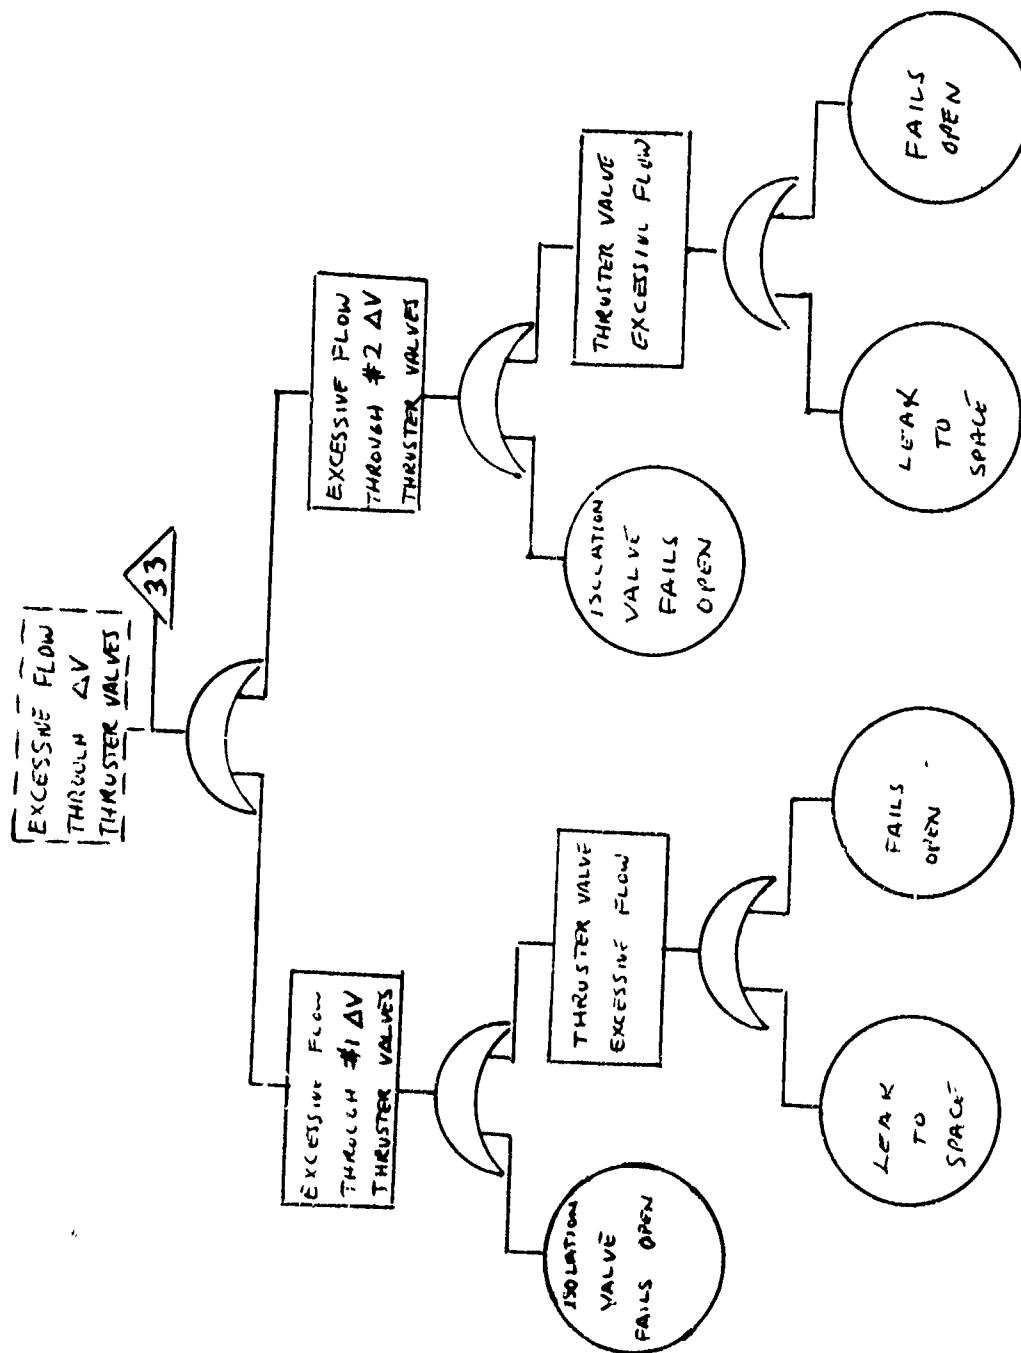 EXCESSIVE FLOW
THROUGH ΔV
THRUSTER VALVES
33
EXCESSIVE FLOW
THROUGH #1 ΔV
THRUSTER VALVES
EXCESSIVE FLOW
THROUGH #2 ΔV
THRUSTER VALVES
ISOLATION
VALVE
FAILS OPEN
THRUSTER VALVE
EXCESSIVE FLOW
ISOLATION
VALVE
FAILS
OPEN
THRUSTER VALVE
EXCESSIVE FLOW
LEAK
TO
SPACE
FAILS
OPEN
LEAK
TO
SPACE
FAILS
OPEN